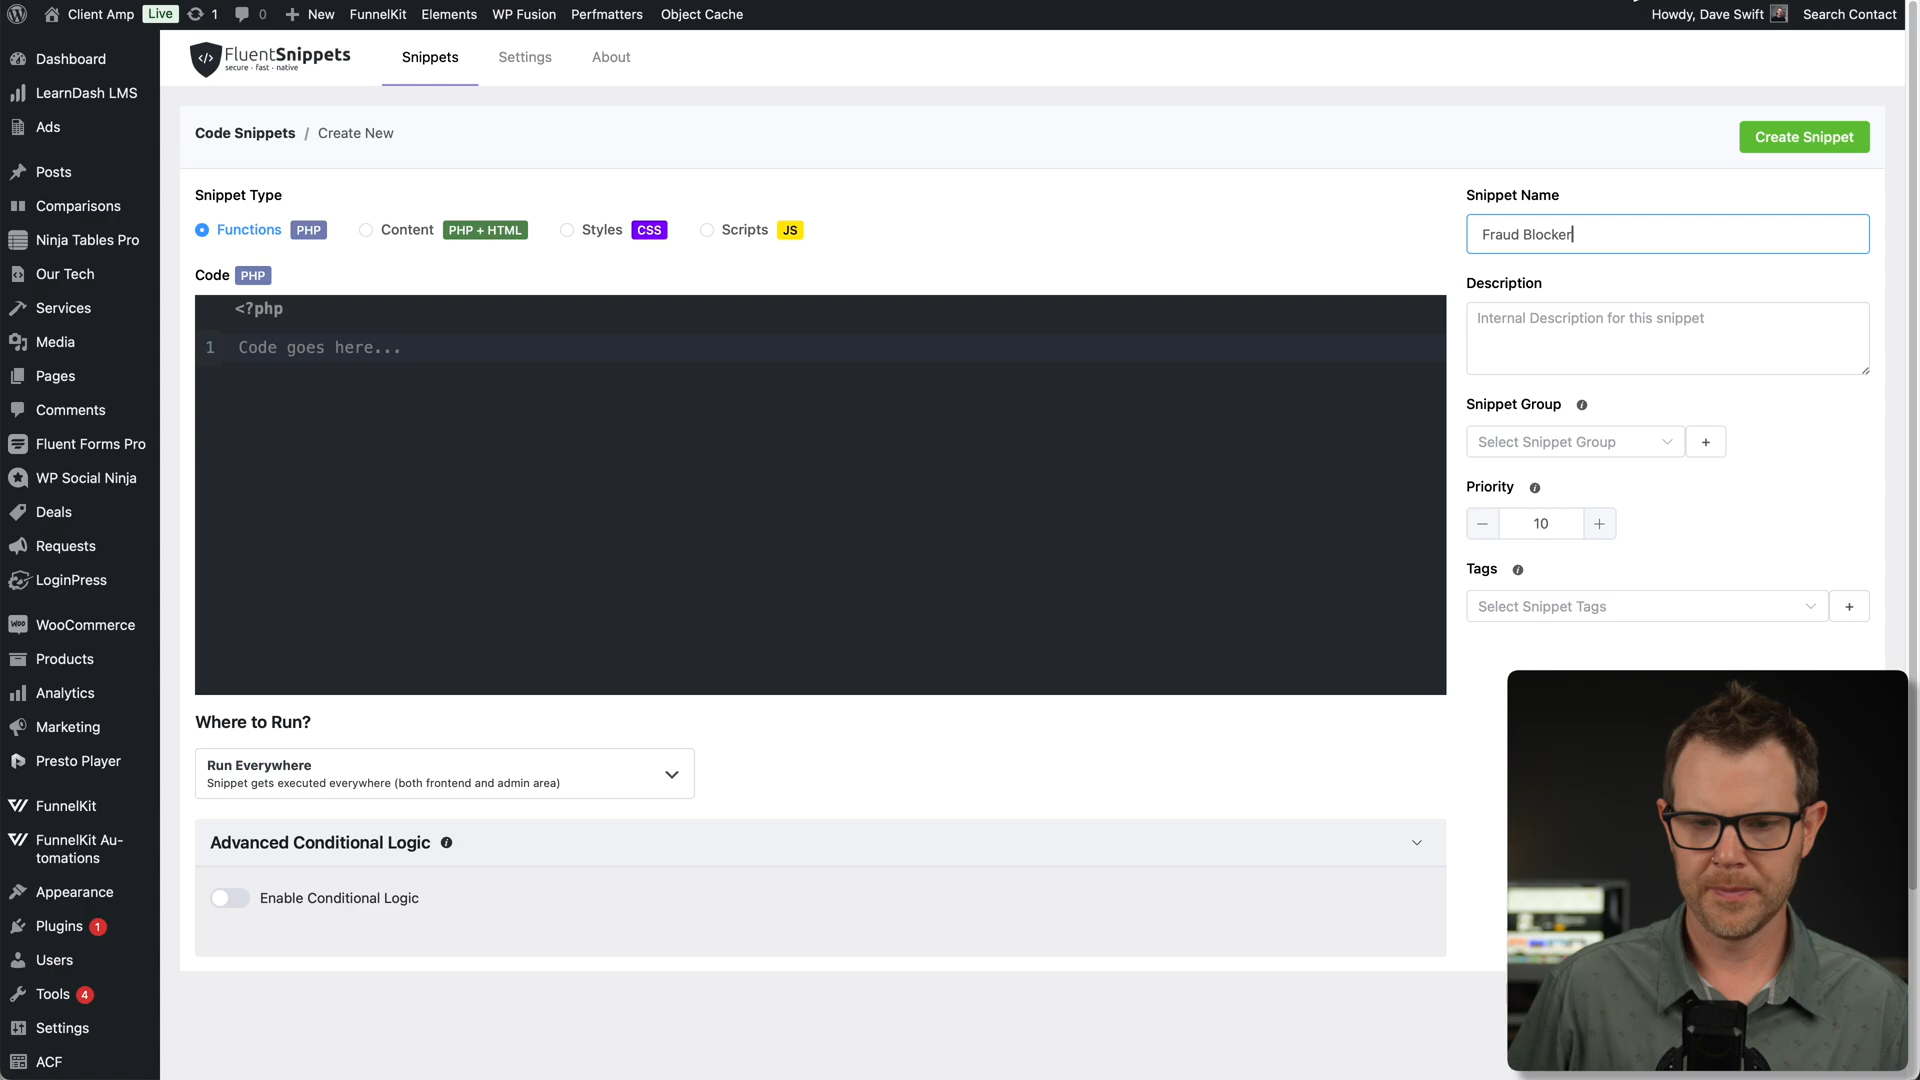 Client Amp
Live
1
0
New
FunnelKit
Elements
WP Fusion
Perfmatters
Object Cache
Howdy, Dave Swift
Search Contact
Dashboard
LearnDash LMS
Ads
Posts
Comparisons
Ninja Tables Pro
Our Tech
Services
Media
Pages
Comments
Fluent Forms Pro
WP Social Ninja
Deals
Requests
LoginPress
WooCommerce
Products
Analytics
Marketing
Presto Player
FunnelKit
FunnelKit Au-
tomations
Appearance
Plugins 1
Users
Tools 4
Settings
ACF
FluentSnippets
secure - fast - native
Snippets
Settings
About
Code Snippets / Create New
Create Snippet
Snippet Type
Functions PHP
Content PHP + HTML
Styles CSS
Scripts JS
Code PHP
<?php
1 Code goes here...
Where to Run?
Run Everywhere
Snippet gets executed everywhere (both frontend and admin area)
Advanced Conditional Logic
Enable Conditional Logic
Snippet Name
Fraud Blocker
Description
Internal Description for this snippet
Snippet Group
Select Snippet Group
+
Priority
− 10 +
Tags
Select Snippet Tags
+